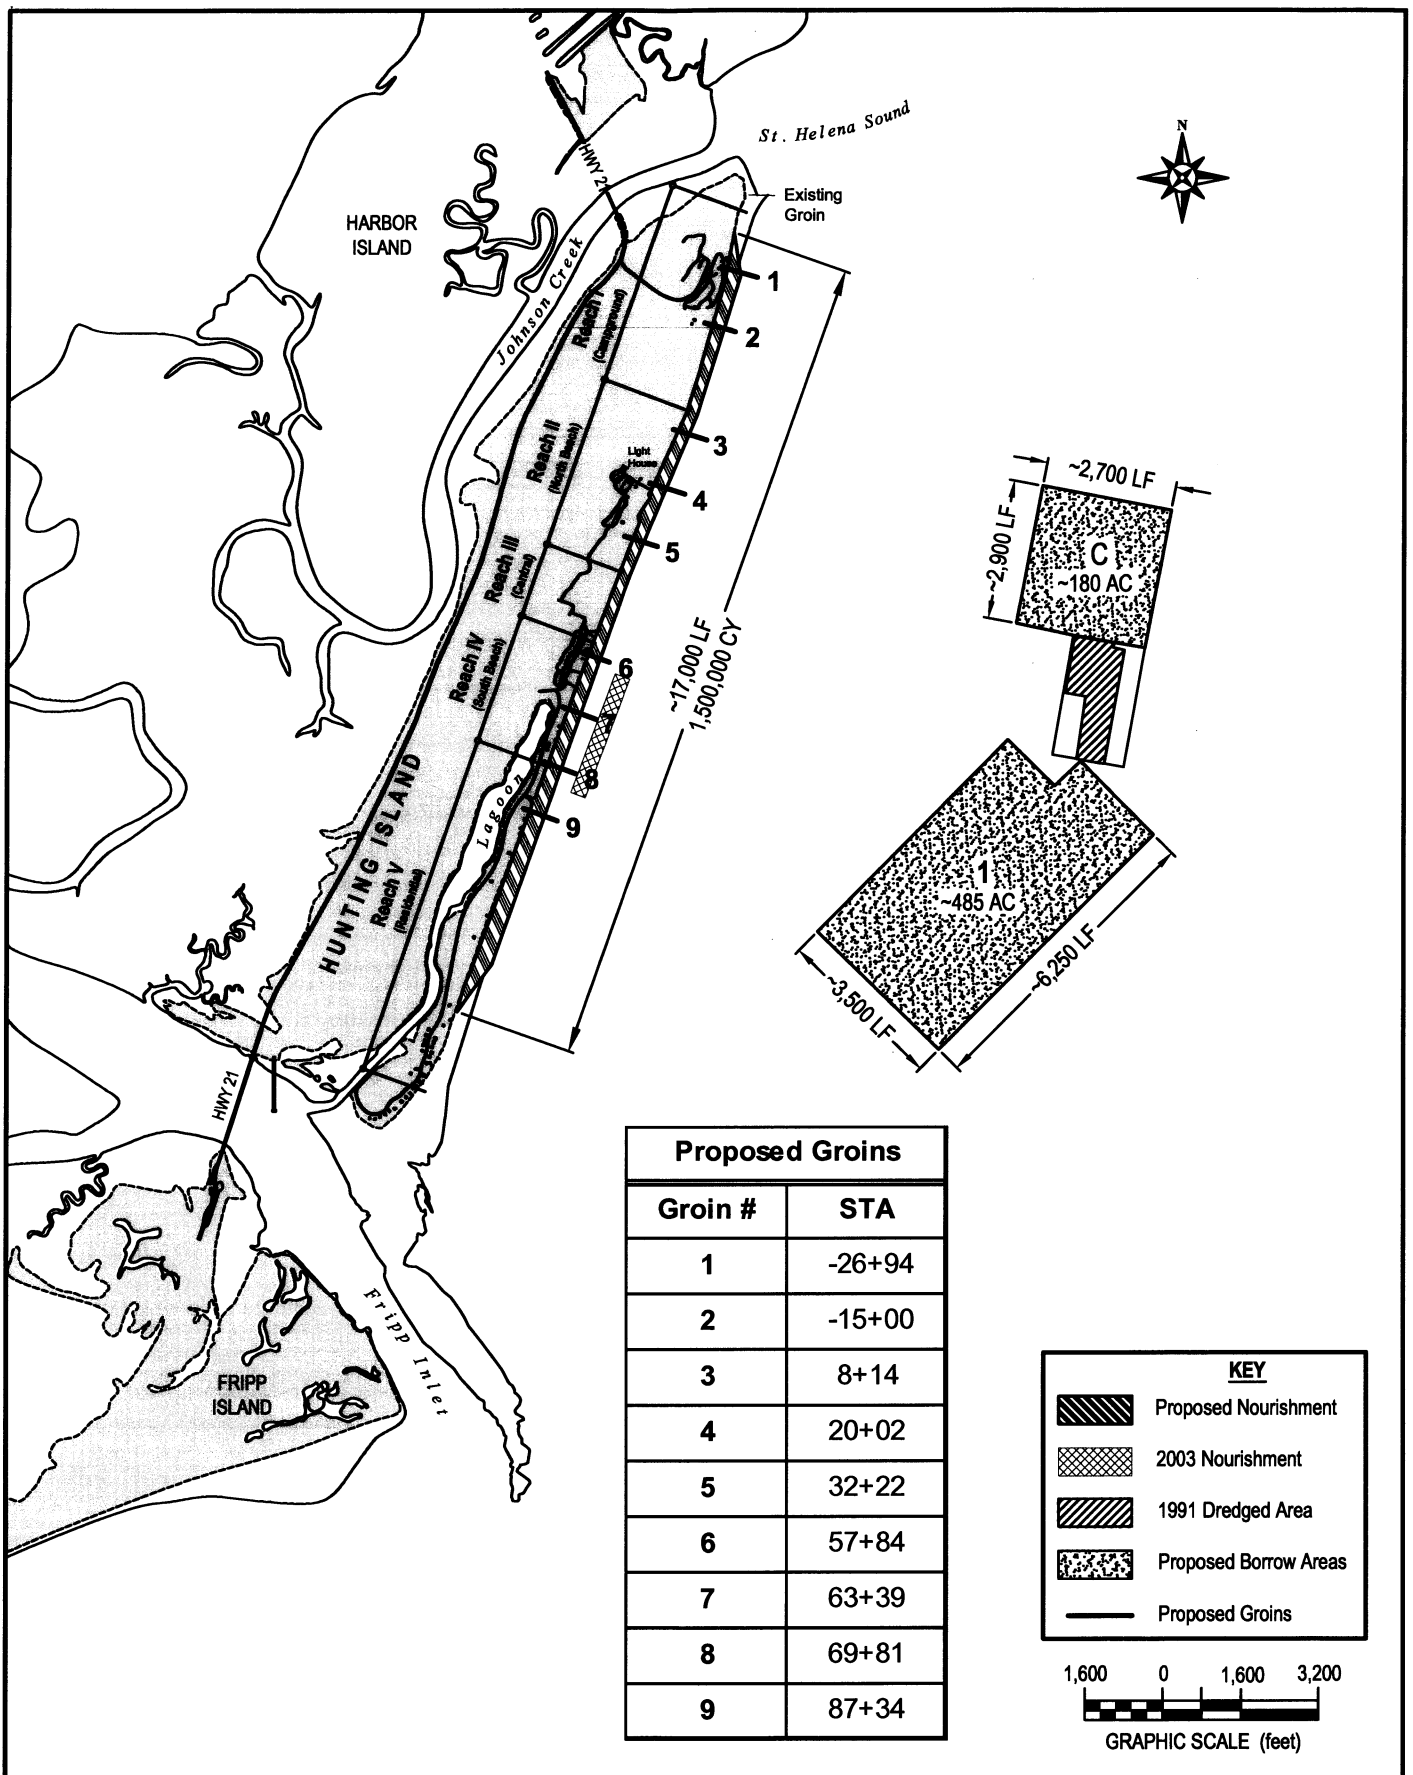 St. Helena Sound
N
HWY 21
Existing
Groin
HARBOR
ISLAND
Johnson Creek
1
2
Reach I
(Campground)
3
Reach II
(North Beach)
Light
House
4
5
Reach III
(Central)
6
Reach IV
(South Beach)
~17,000 LF
1,500,000 CY
8
9
Lagoon
HUNTING ISLAND
Reach V
(Residential)
~2,700 LF
~2,900 LF
C
~180 AC
1
~485 AC
~3,500 LF
~6,250 LF
HWY 21
Fripp Inlet
FRIPP
ISLAND
Proposed Groins
Groin # STA
1 -26+94
2 -15+00
3 8+14
4 20+02
5 32+22
6 57+84
7 63+39
8 69+81
9 87+34
KEY
Proposed Nourishment
2003 Nourishment
1991 Dredged Area
Proposed Borrow Areas
Proposed Groins
1,600 0 1,600 3,200
GRAPHIC SCALE (feet)